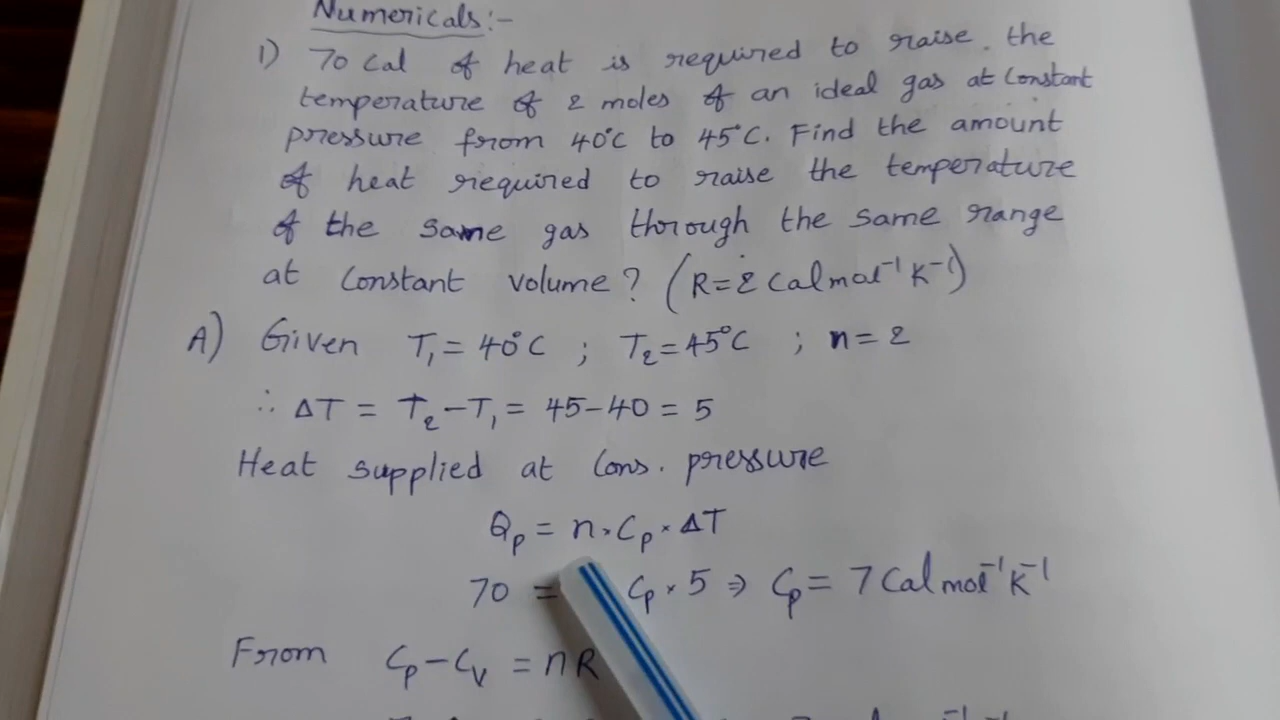 Numericals:-
1) 70 Cal of heat is required to raise the
temperature of 2 moles of an ideal gas at Constant
pressure from 40°C to 45°C. Find the amount
of heat required to raise the temperature
of the same gas through the same range
at Constant volume? (R=2 Cal mol⁻¹ K⁻¹)
A) Given T₁ = 40°C ; T₂ = 45°C ; n = 2
∴ ΔT = T₂ - T₁ = 45 - 40 = 5
Heat supplied at Cons. pressure
Qp = n × Cp × ΔT
70 = Cp × 5 ⇒ Cp = 7 Cal mol⁻¹ K⁻¹
From Cp - Cv = nR